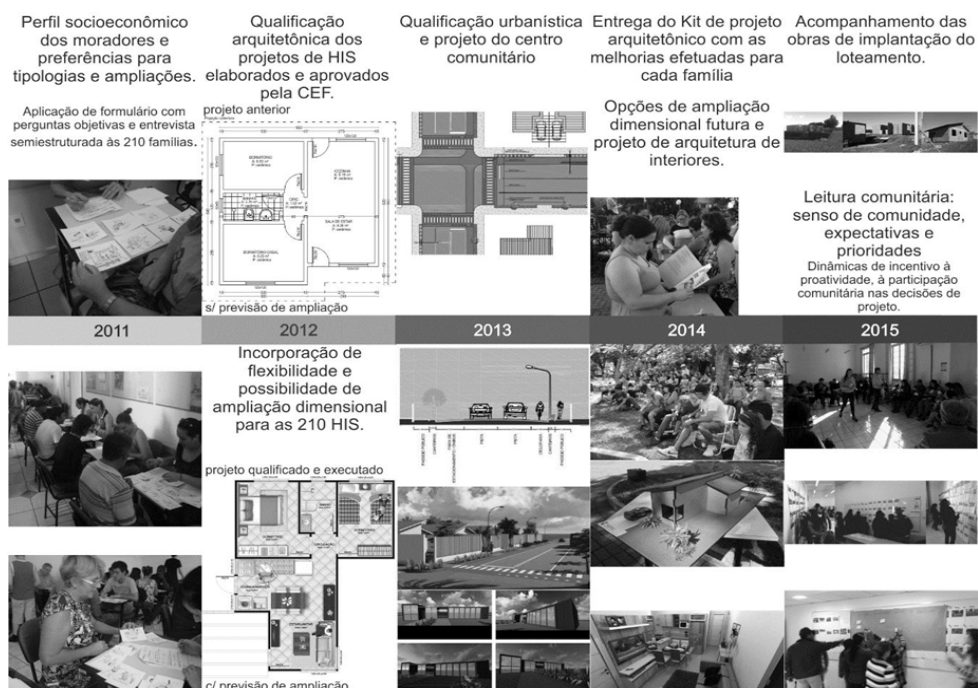 Perfil socioeconômico
dos moradores e
preferências para
tipologias e ampliações.
Aplicação de formulário com
perguntas objetivas e entrevista
semiestruturada às 210 famílias.
Qualificação
arquitetônica dos
projetos de HIS
elaborados e aprovados
pela CEF.
projeto anterior
s/ previsão de ampliação
Qualificação urbanística
e projeto do centro
comunitário
Entrega do Kit de projeto
arquitetônico com as
melhorias efetuadas para
cada família
Opções de ampliação
dimensional futura e
projeto de arquitetura de
interiores.
Acompanhamento das
obras de implantação do
loteamento.
Leitura comunitária:
senso de comunidade,
expectativas e
prioridades
Dinâmicas de incentivo à
proatividade, à participação
comunitária nas decisões de
projeto.
2011
2012
2013
2014
2015
Incorporação de
flexibilidade e
possibilidade de
ampliação dimensional
para as 210 HIS.
projeto qualificado e executado
c/ previsão de ampliação